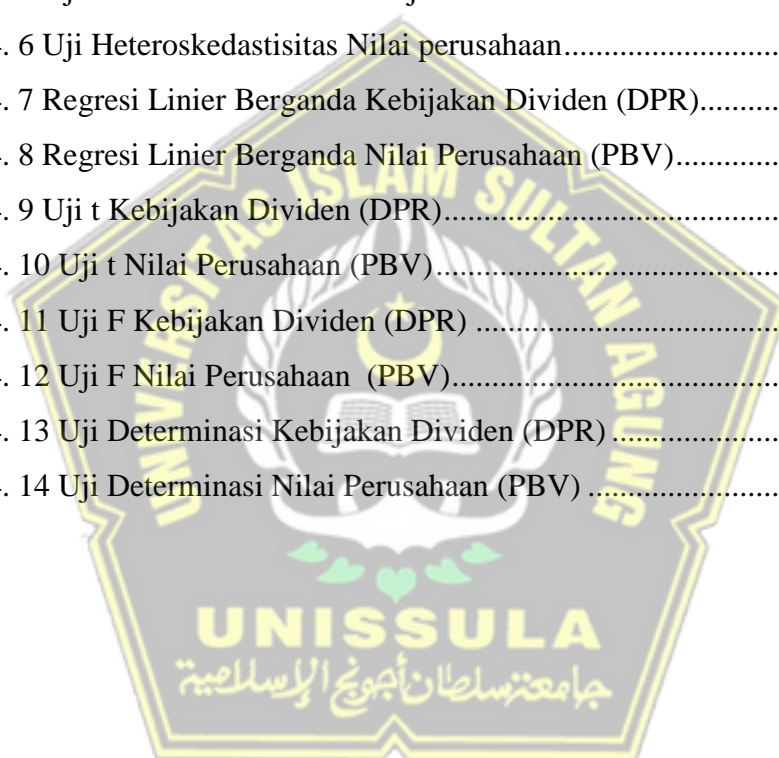 . 6 Uji Heteroskedastisitas Nilai perusahaan..............................
. 7 Regresi Linier Berganda Kebijakan Dividen (DPR)..............
. 8 Regresi Linier Berganda Nilai Perusahaan (PBV).................
. 9 Uji t Kebijakan Dividen (DPR)..............................................
. 10 Uji t Nilai Perusahaan (PBV)...............................................
. 11 Uji F Kebijakan Dividen (DPR) ..........................................
. 12 Uji F Nilai Perusahaan (PBV).............................................
. 13 Uji Determinasi Kebijakan Dividen (DPR) .........................
. 14 Uji Determinasi Nilai Perusahaan (PBV) ............................
UNIVERSITAS ISLAM SULTAN AGUNG
UNISSULA
جامعتنسلطان أجونج الإسلامية